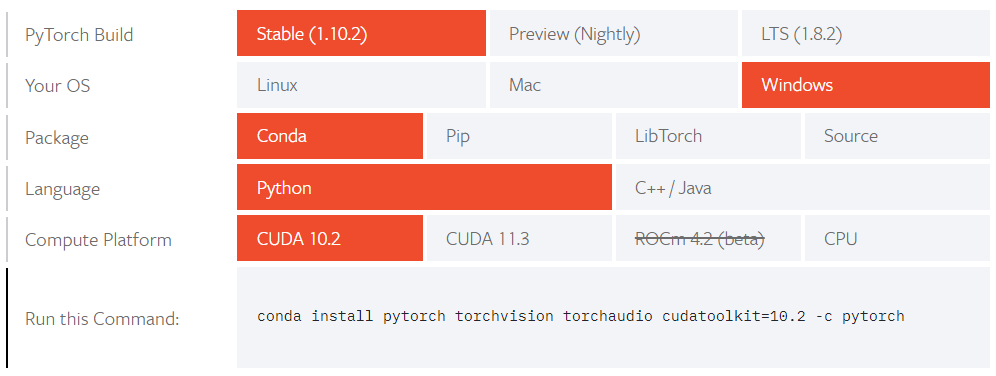 PyTorch Build Stable (1.10.2) Preview (Nightly) LTS (1.8.2)
Your OS Linux Mac Windows
Package Conda Pip LibTorch Source
Language Python C++ / Java
Compute Platform CUDA 10.2 CUDA 11.3 ROCm 4.2 (beta) CPU
Run this Command: conda install pytorch torchvision torchaudio cudatoolkit=10.2 -c pytorch